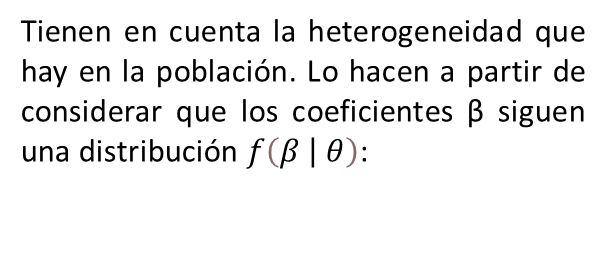 Tienen en cuenta la heterogeneidad que
hay en la población. Lo hacen a partir de
considerar que los coeficientes β siguen
una distribución f(β | θ):